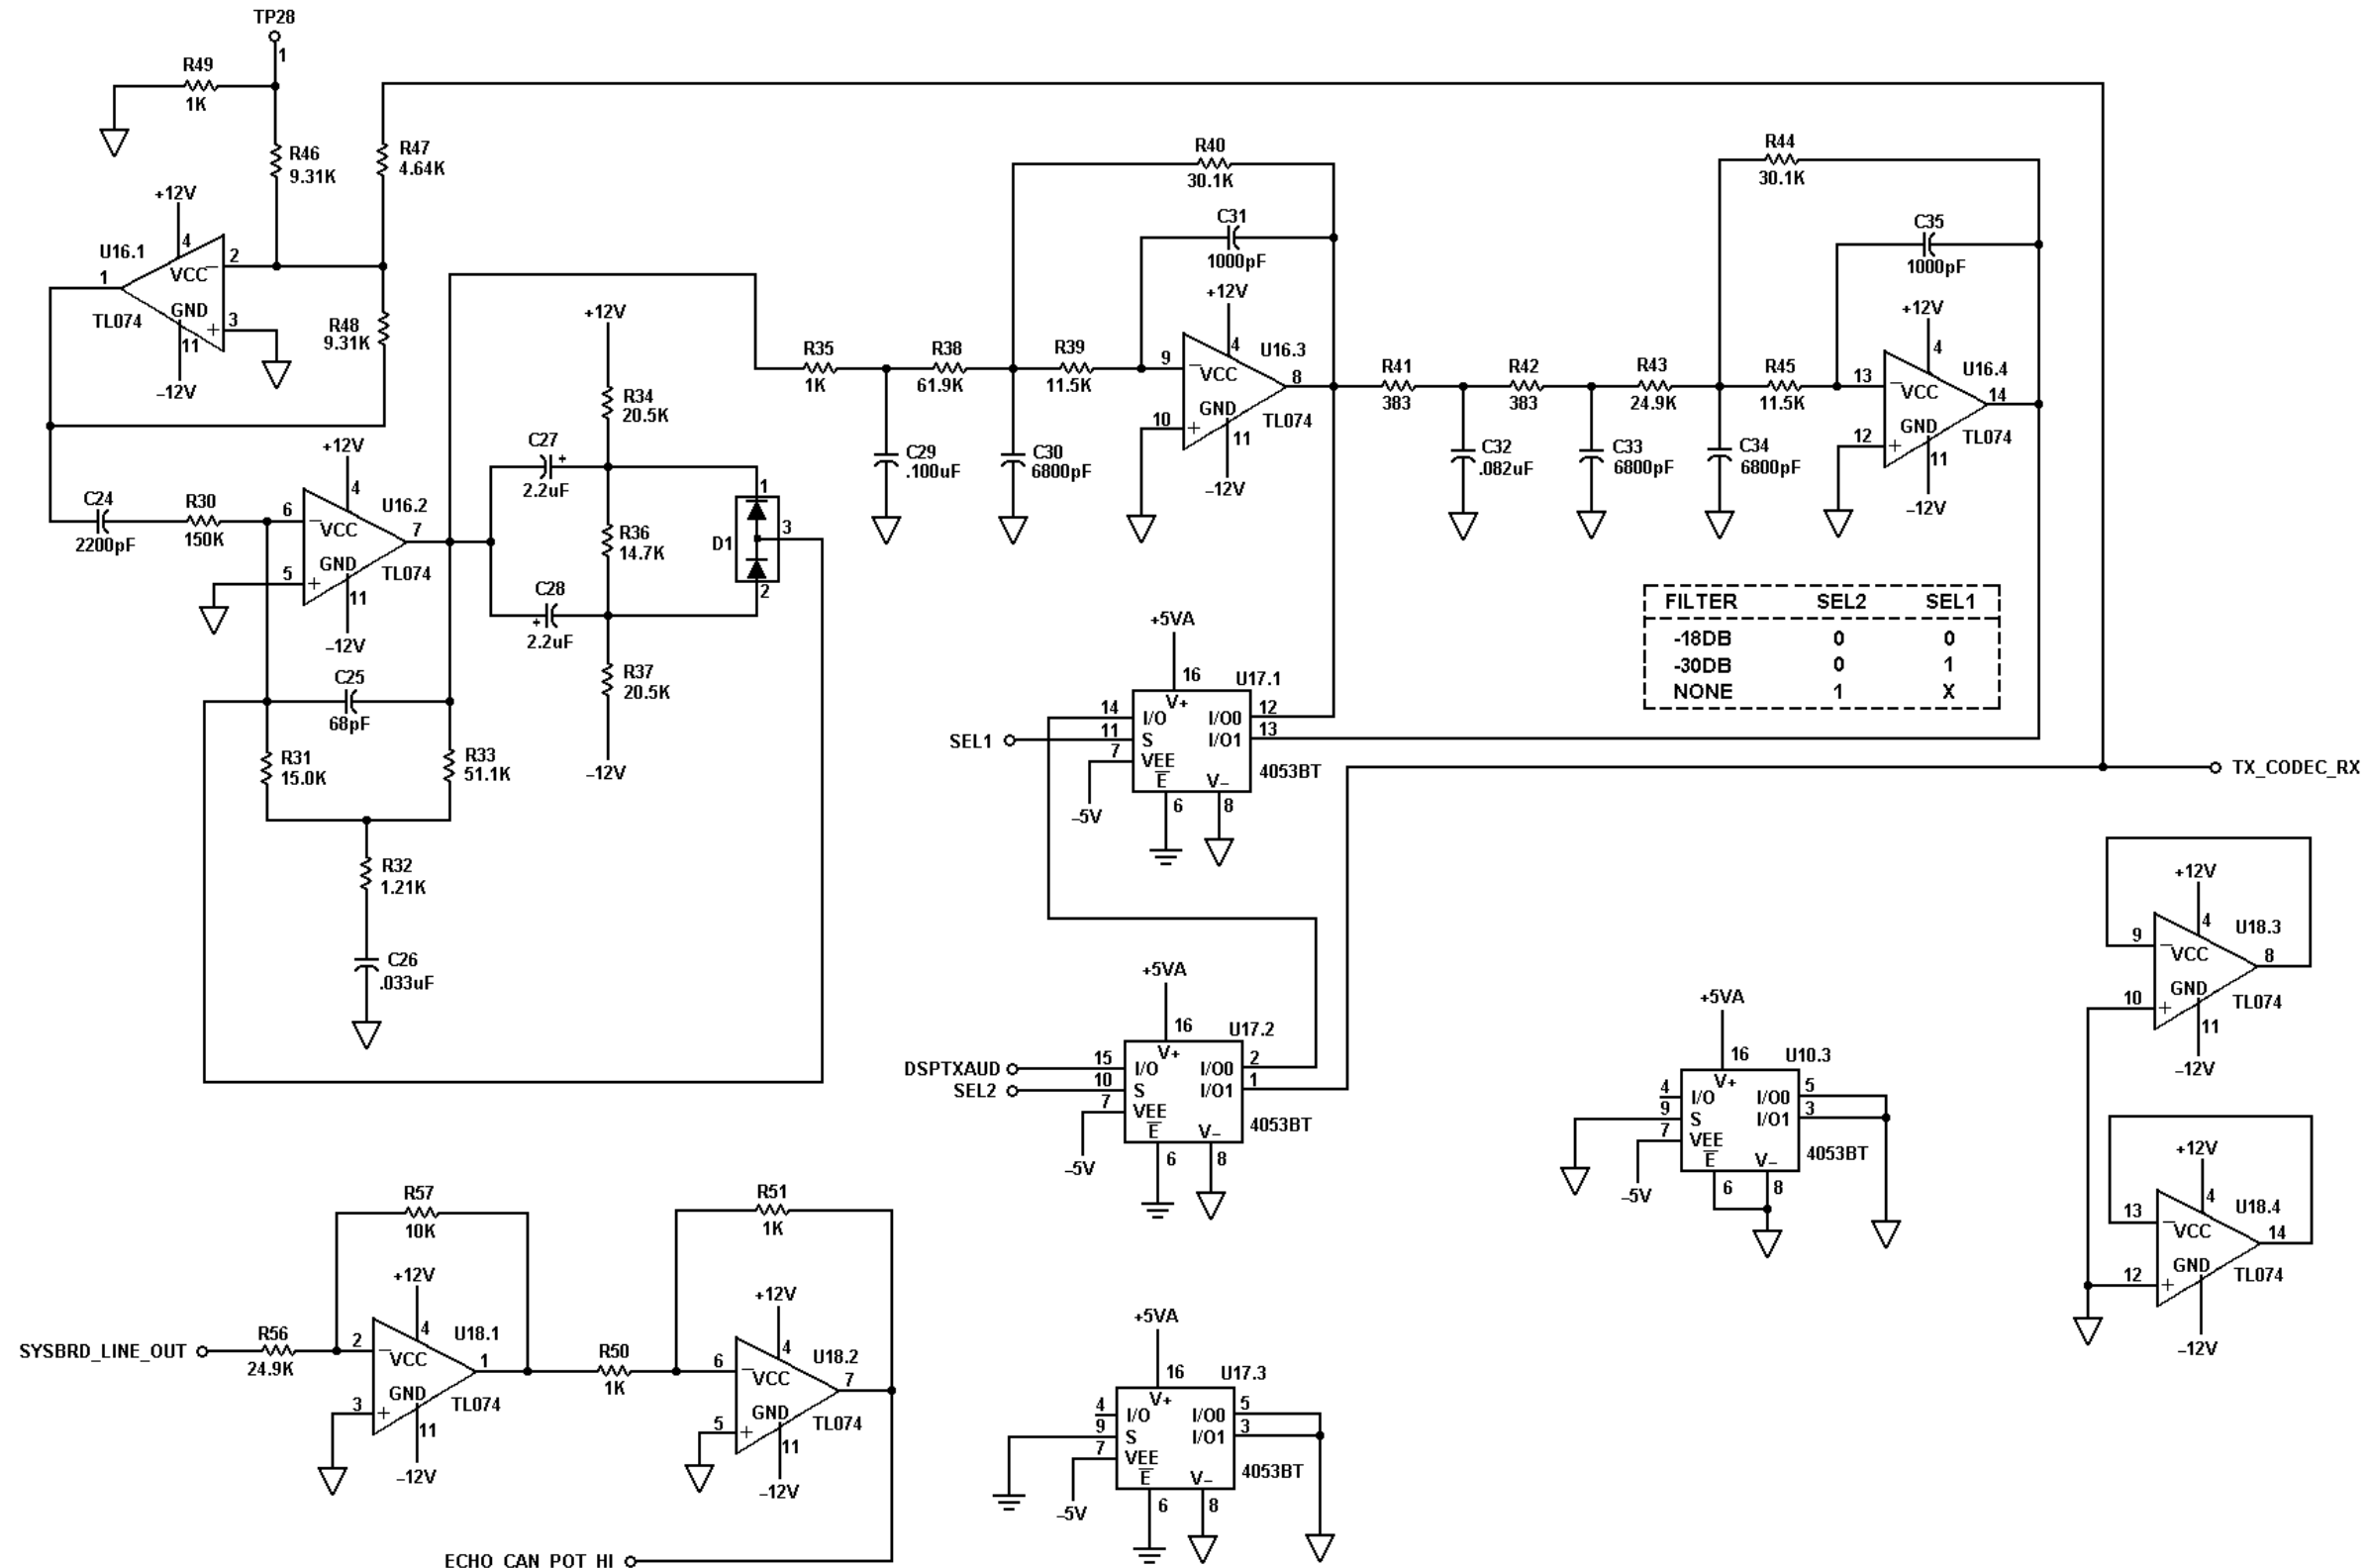 TP28
1
R49
1K
R46
9.31K
R47
4.64K
+12V
4
U16.1
VCC
−
2
1
GND
+
3
TL074
11
−12V
R48
9.31K
C24
2200pF
R30
150K
+12V
4
U16.2
6
−
VCC
7
GND
5
+
TL074
11
−12V
C25
68pF
R31
15.0K
R33
51.1K
R32
1.21K
C26
.033uF
+12V
R34
20.5K
C27
+
2.2uF
R36
14.7K
C28
+
2.2uF
R37
20.5K
−12V
D1
1
3
2
R35
1K
C29
.100uF
R38
61.9K
C30
6800pF
R39
11.5K
R40
30.1K
C31
1000pF
+12V
4
U16.3
9
−
VCC
8
GND
10
+
TL074
11
−12V
R41
383
C32
.082uF
R42
383
C33
6800pF
R43
24.9K
C34
6800pF
R45
11.5K
R44
30.1K
C35
1000pF
+12V
4
U16.4
13
−
VCC
14
GND
12
+
TL074
11
−12V
FILTER SEL2 SEL1
-18DB 0 0
-30DB 0 1
NONE 1 X
+5VA
16
U17.1
V+
14 I/O I/O0 12
SEL1 11 S I/O1 13
7 VEE
E V−
4053BT
−5V
6
8
TX_CODEC_RX
+5VA
16
U17.2
V+
DSPTXAUD 15 I/O I/O0 2
SEL2 10 S I/O1 1
7 VEE
E V−
4053BT
−5V
6
8
+5VA
16
U10.3
V+
4 I/O I/O0 5
9 S I/O1 3
7 VEE
E V−
4053BT
−5V
6
8
+12V
4
U18.3
9
−
VCC
8
GND
10
+
TL074
11
−12V
+12V
4
U18.4
13
−
VCC
14
GND
12
+
TL074
11
−12V
R57
10K
SYSBRD_LINE_OUT
R56
24.9K
+12V
4
U18.1
2
−
VCC
1
GND
3
+
TL074
11
−12V
R50
1K
R51
1K
+12V
4
U18.2
6
−
VCC
7
GND
5
+
TL074
11
−12V
ECHO_CAN_POT_HI
+5VA
16
U17.3
V+
4 I/O I/O0 5
9 S I/O1 3
7 VEE
E V−
4053BT
−5V
6
8